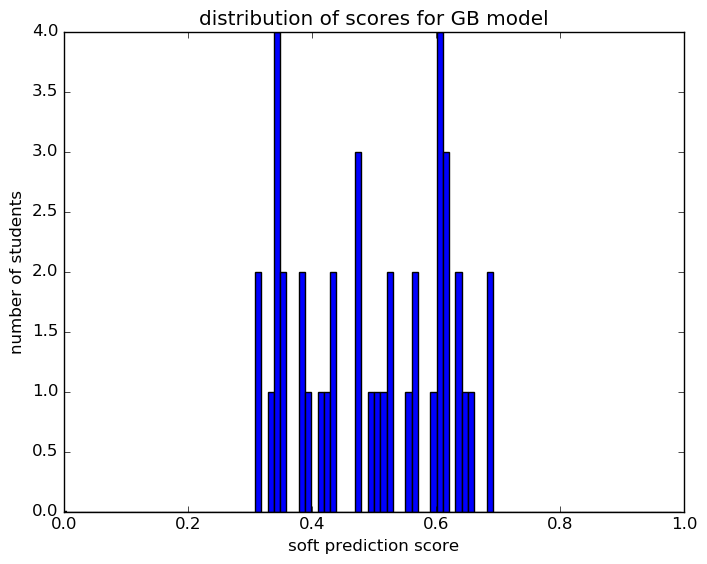 distribution of scores for GB model
4.0
3.5
3.0
2.5
2.0
1.5
1.0
0.5
0.0
number of students
0.0 0.2 0.4 0.6 0.8 1.0
soft prediction score